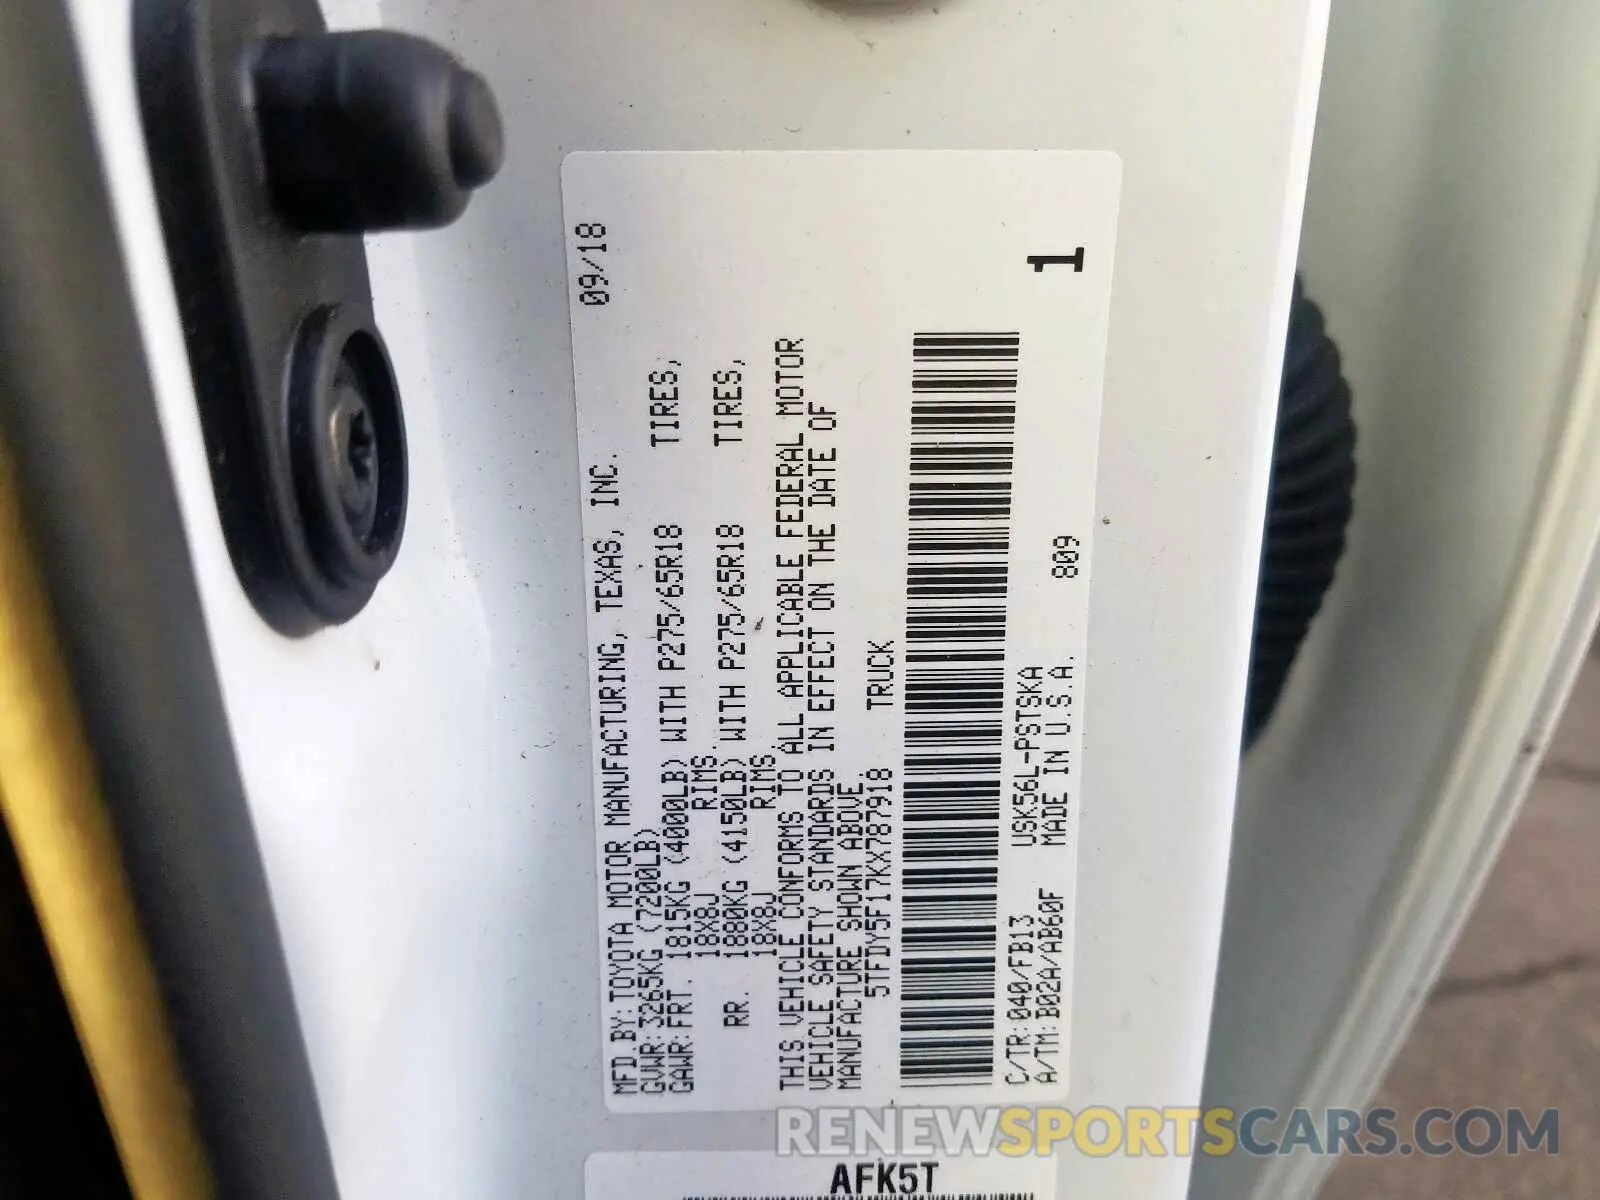 09/18
MFD.BY:TOYOTA MOTOR MANUFACTURING, TEXAS, INC.
GVWR:3265KG (7200LB)
GAWR:FRT. 1815KG (4000LB) WITH P275/65R18 TIRES,
18X8J RIMS.
RR. 1880KG (4150LB) WITH P275/65R18 TIRES,
18X8J RIMS.
THIS VEHICLE CONFORMS TO ALL APPLICABLE FEDERAL MOTOR
VEHICLE SAFETY STANDARDS IN EFFECT ON THE DATE OF
MANUFACTURE SHOWN ABOVE.
5TFDY5F17KX787918 TRUCK
1
C/TR:040/FB13 USK56L-PSTSKA 809
A/TM:B02A/AB60F MADE IN U.S.A.
AFK5T
RENEWSPORTSCARS.COM